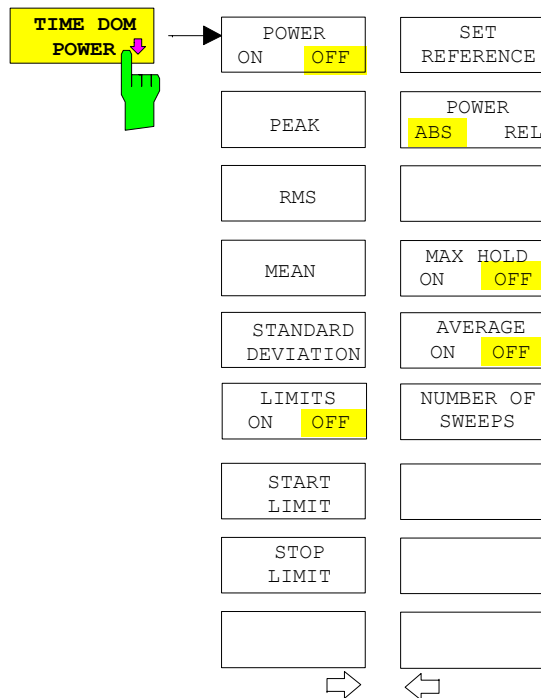 TIME DOM
POWER
POWER
ON OFF
PEAK
RMS
MEAN
STANDARD
DEVIATION
LIMITS
ON OFF
START
LIMIT
STOP
LIMIT
SET
REFERENCE
POWER
ABS REL
MAX HOLD
ON OFF
AVERAGE
ON OFF
NUMBER OF
SWEEPS